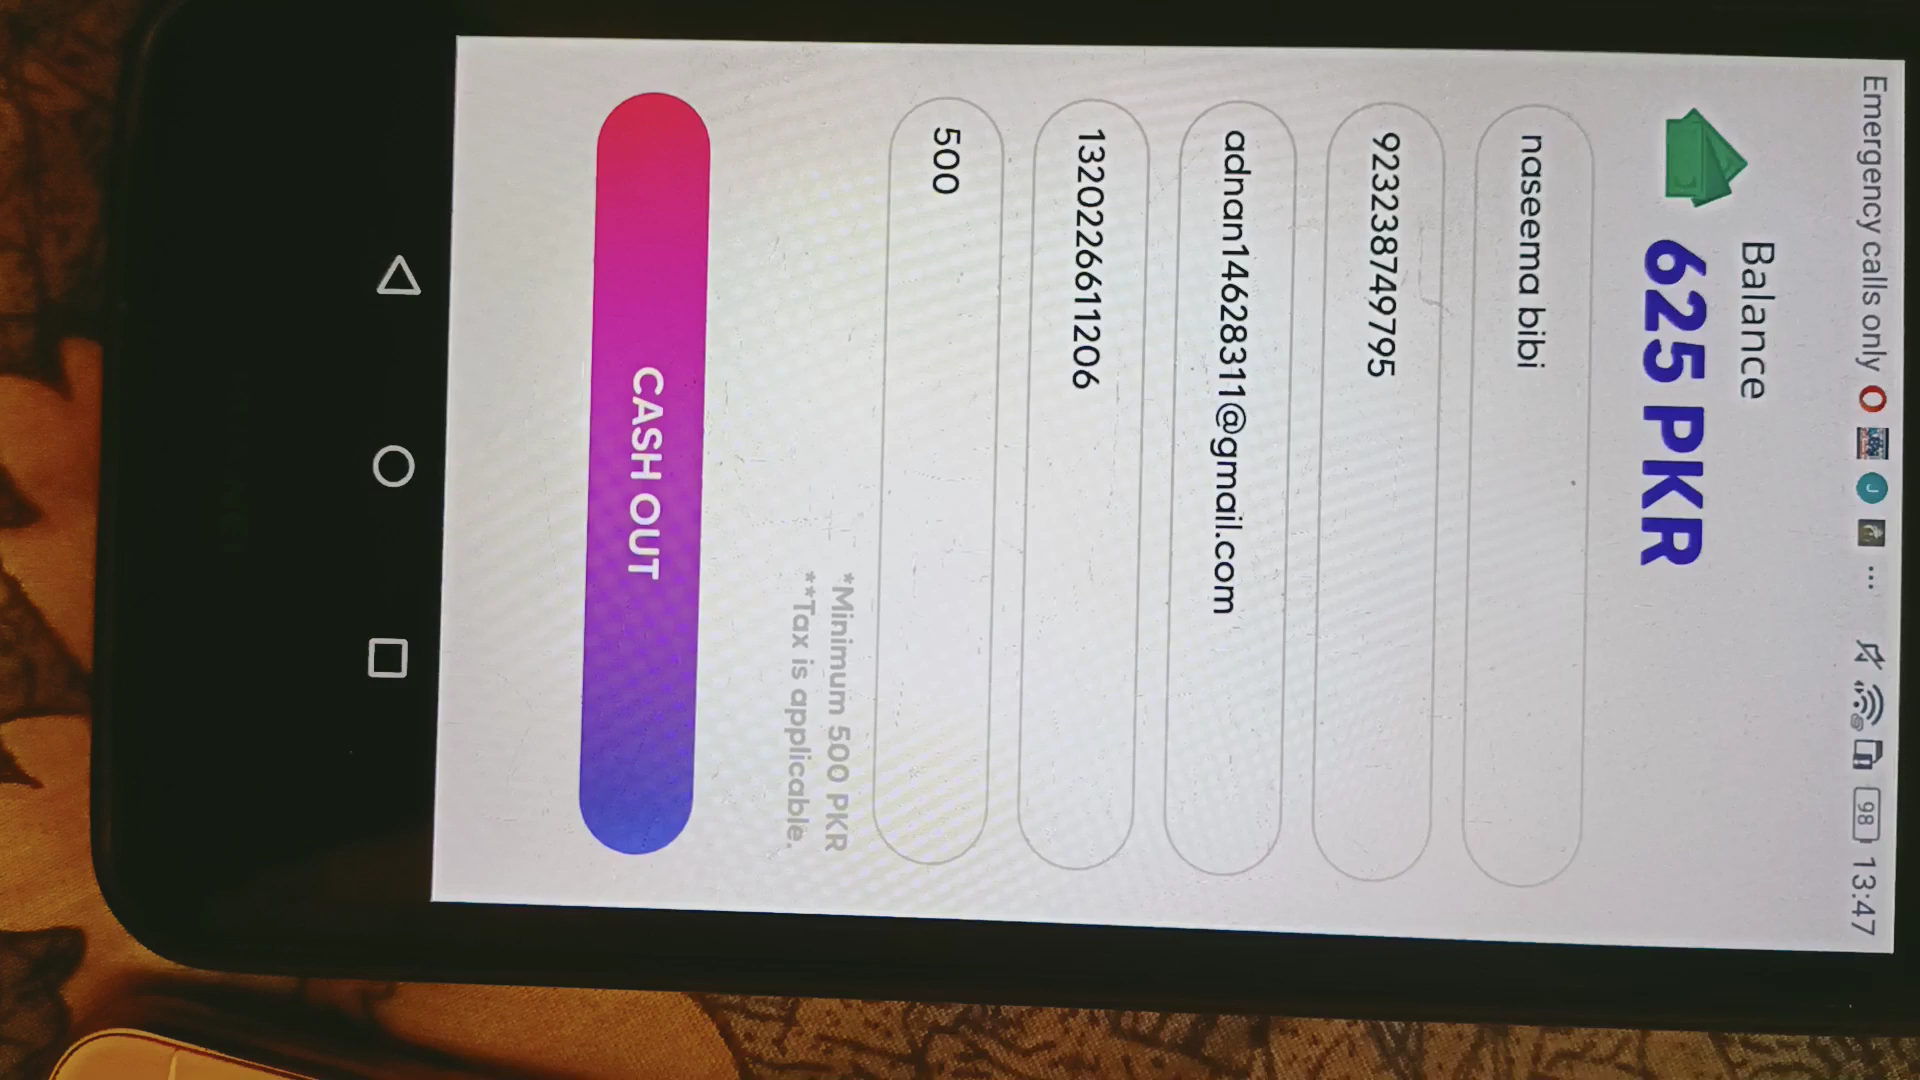 Emergency calls only ... 98 13:47
Balance
625 PKR
naseema bibi
923238749795
adnan14628311@gmail.com
1320226611206
500
*Minimum 500 PKR
**Tax is applicable.
CASH OUT